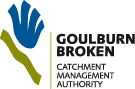 GOULBURN
BROKEN
CATCHMENT
MANAGEMENT
AUTHORITY